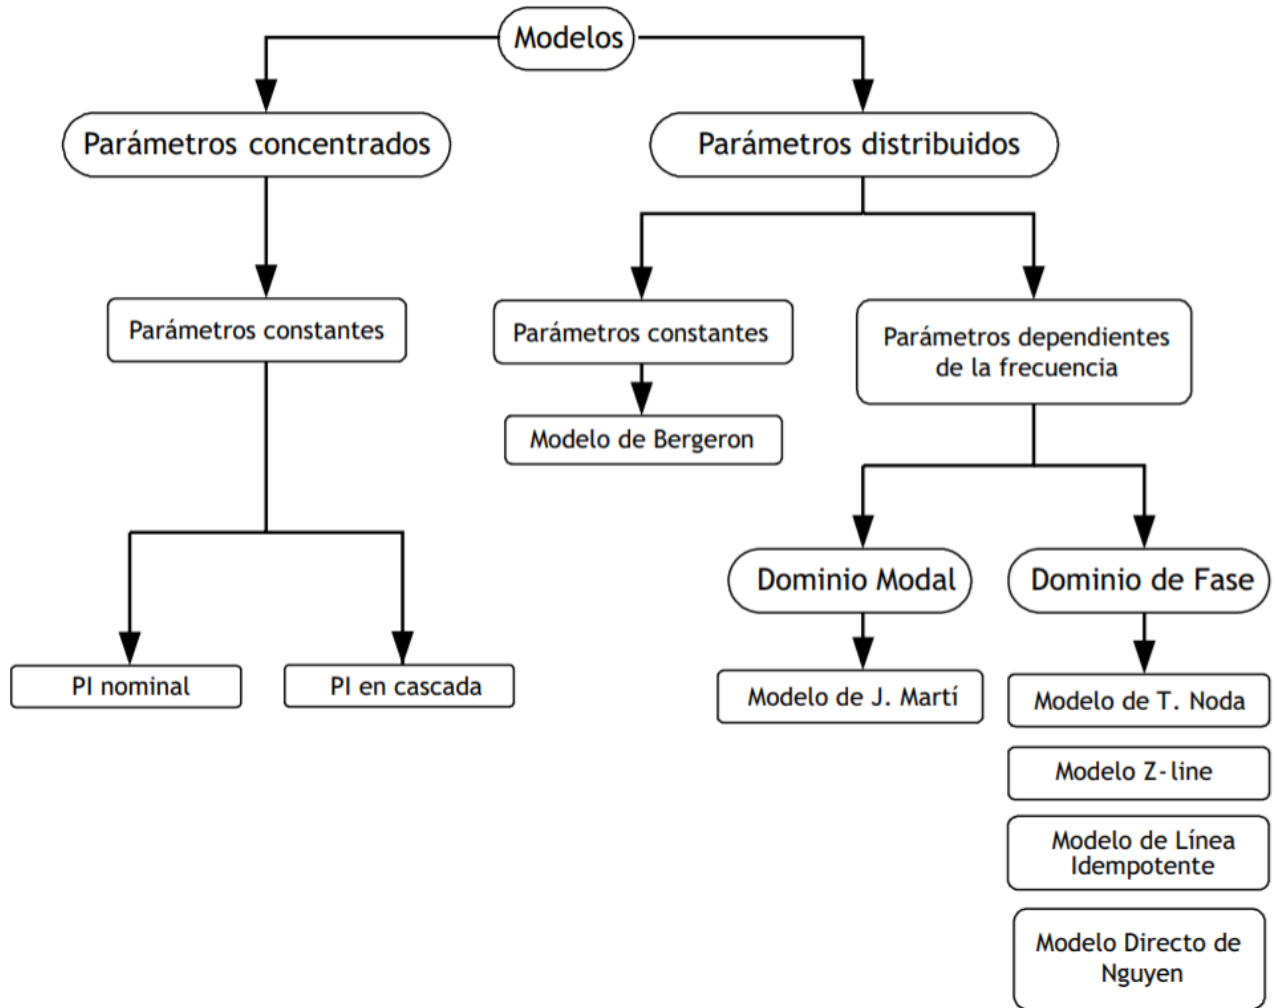 Modelos
Parámetros concentrados
Parámetros distribuidos
Parámetros constantes
Parámetros constantes
Parámetros dependientes
de la frecuencia
Modelo de Bergeron
Dominio Modal
Dominio de Fase
PI nominal
PI en cascada
Modelo de J. Martí
Modelo de T. Noda
Modelo Z-line
Modelo de Línea
Idempotente
Modelo Directo de
Nguyen